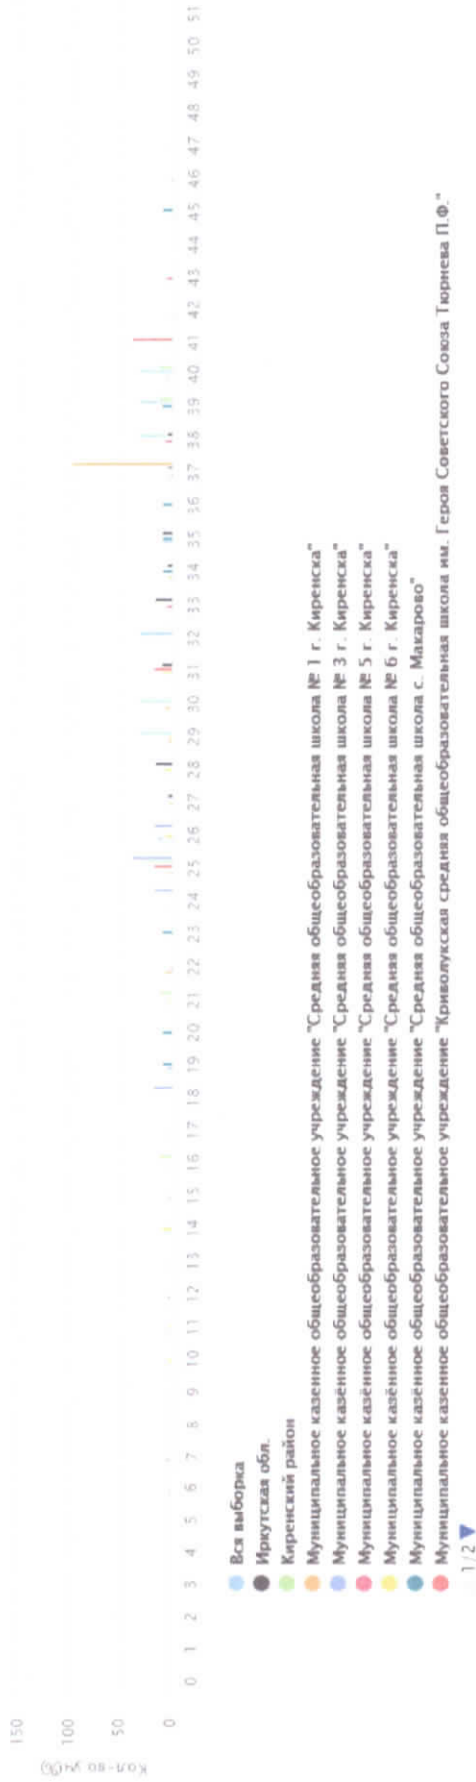 Кол-во уч(%)
150
100
50
0
0 1 2 3 4 5 6 7 8 9 10 11 12 13 14 15 16 17 18 19 20 21 22 23 24 25 26 27 28 29 30 31 32 33 34 35 36 37 38 39 40 41 42 43 44 45 46 47 48 49 50 51
Вся выборка
Иркутская обл.
Киренский район
Муниципальное казенное общеобразовательное учреждение "Средняя общеобразовательная школа № 1 г. Киренска"
Муниципальное казённое общеобразовательное учреждение "Средняя общеобразовательная школа № 3 г. Киренска"
Муниципальное казённое общеобразовательное учреждение "Средняя общеобразовательная школа № 5 г. Киренска"
Муниципальное казённое общеобразовательное учреждение "Средняя общеобразовательная школа № 6 г. Киренска"
Муниципальное казённое общеобразовательное учреждение "Средняя общеобразовательная школа с. Макарово"
Муниципальное казенное общеобразовательное учреждение "Криволукская средняя общеобразовательная школа им. Героя Советского Союза Тюрнева П.Ф."
1/2